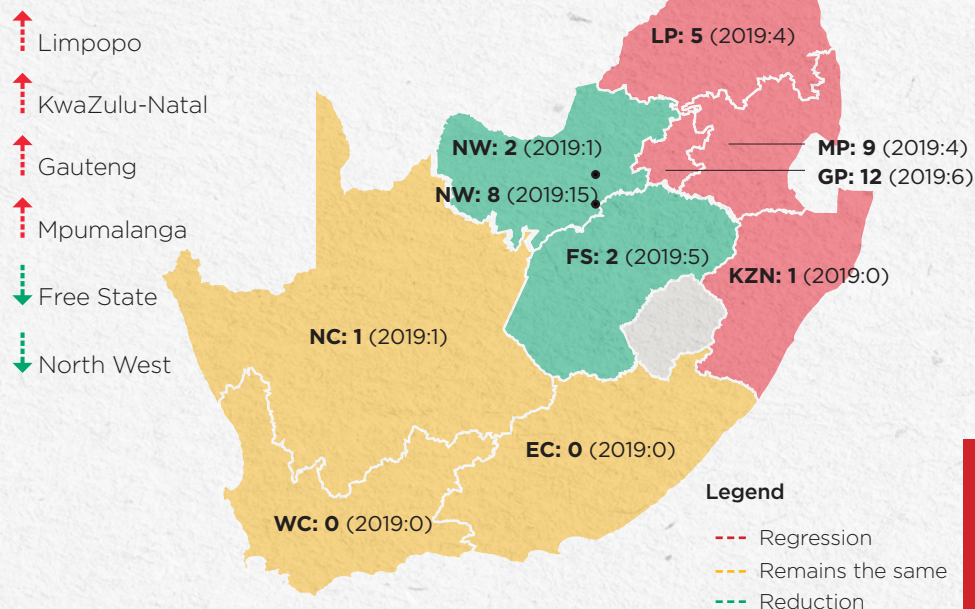 Limpopo
KwaZulu-Natal
Gauteng
Mpumalanga
Free State
North West
LP: 5 (2019:4)
NW: 2 (2019:1)
MP: 9 (2019:4)
GP: 12 (2019:6)
NW: 8 (2019:15)
FS: 2 (2019:5)
KZN: 1 (2019:0)
NC: 1 (2019:1)
EC: 0 (2019:0)
WC: 0 (2019:0)
Legend
Regression
Remains the same
Reduction